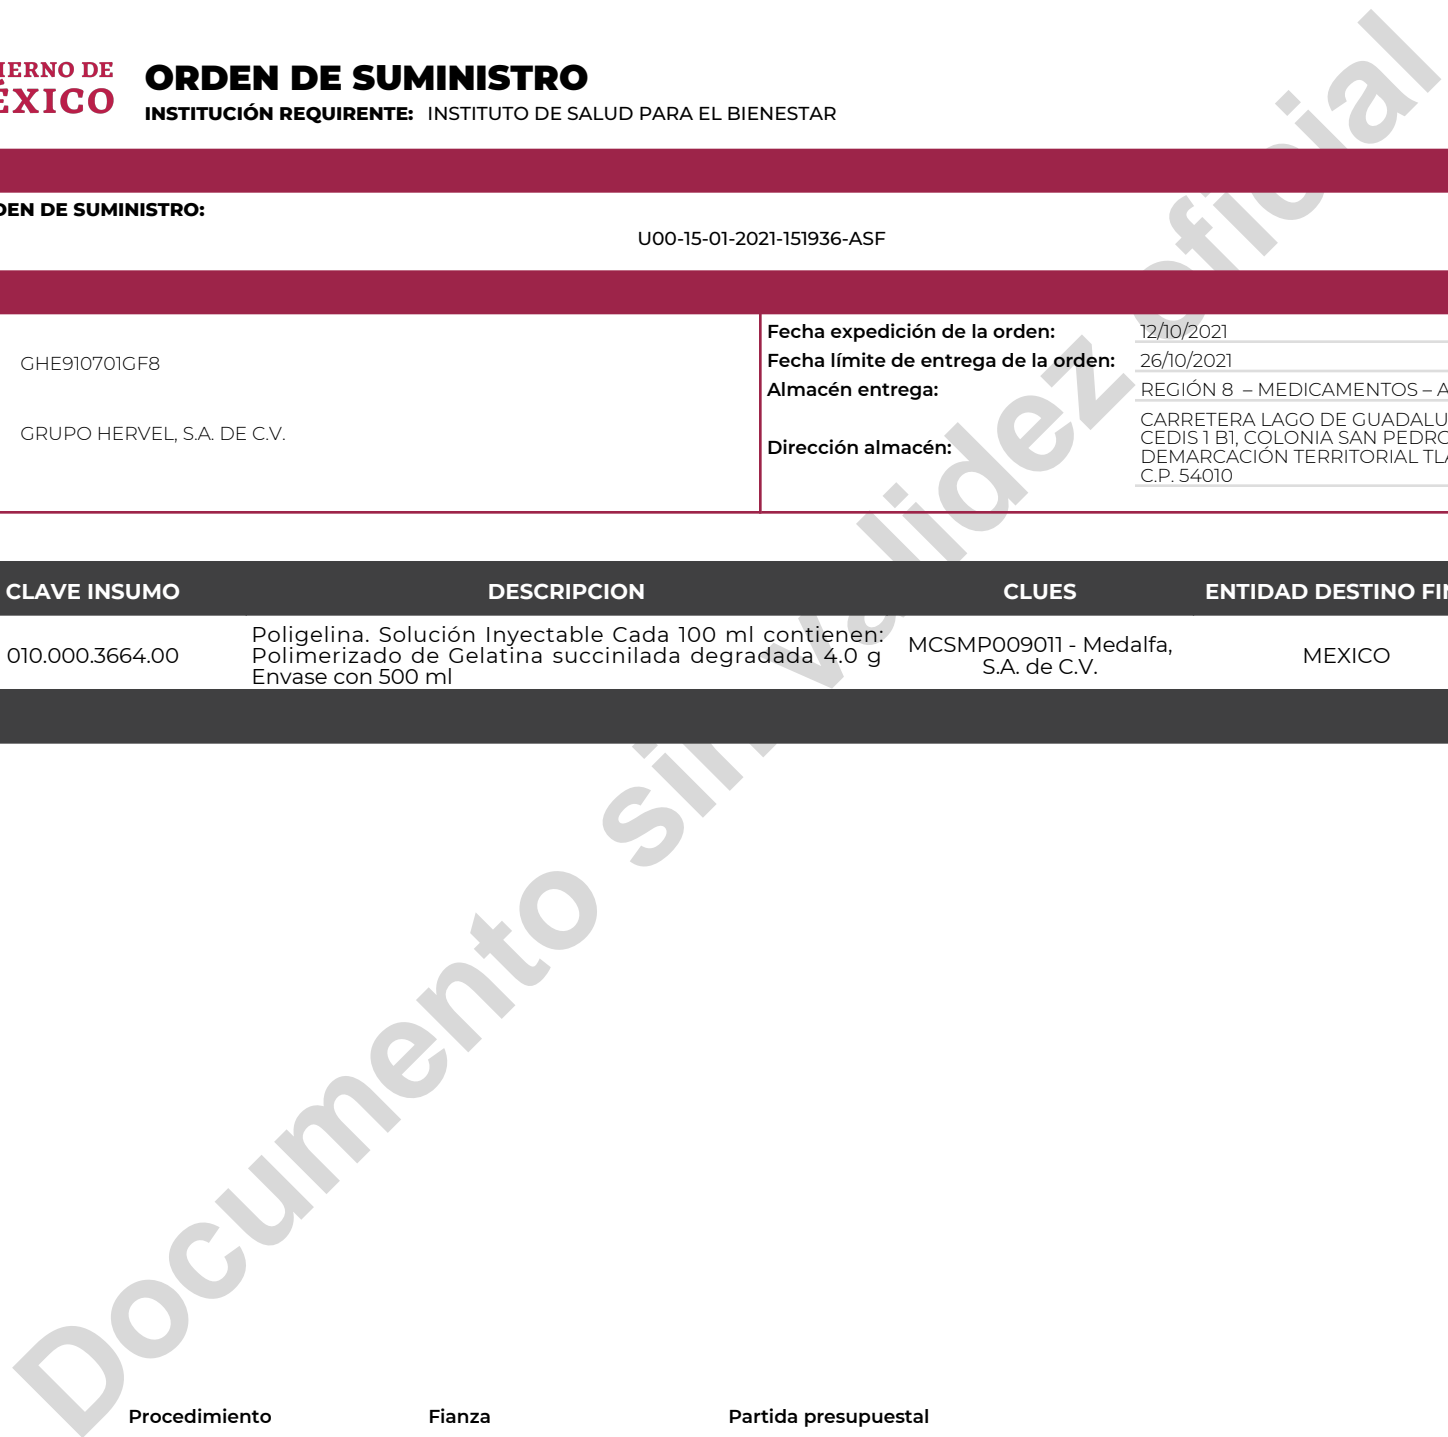 IERNO DE
ÉXICO
ORDEN DE SUMINISTRO
INSTITUCIÓN REQUIRENTE: INSTITUTO DE SALUD PARA EL BIENESTAR
DEN DE SUMINISTRO:
U00-15-01-2021-151936-ASF
GHE910701GF8
GRUPO HERVEL, S.A. DE C.V.
Fecha expedición de la orden: 12/10/2021
Fecha límite de entrega de la orden: 26/10/2021
Almacén entrega: REGIÓN 8 – MEDICAMENTOS – A
Dirección almacén:
CARRETERA LAGO DE GUADALU
CEDIS 1 B1, COLONIA SAN PEDRO
DEMARCACIÓN TERRITORIAL TLA
C.P. 54010
CLAVE INSUMO DESCRIPCION CLUES ENTIDAD DESTINO FIN
010.000.3664.00
Poligelina. Solución Inyectable Cada 100 ml contienen:
Polimerizado de Gelatina succinilada degradada 4.0 g
Envase con 500 ml
MCSMP009011 - Medalfa,
S.A. de C.V.
MEXICO
Documento sin validez oficial
Procedimiento Fianza Partida presupuestal